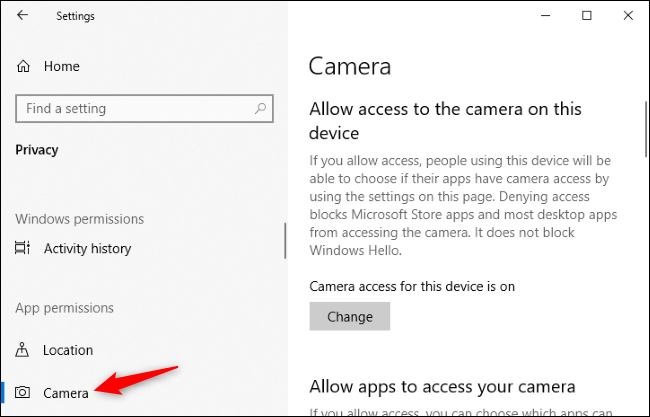 Settings
Home
Find a setting
Privacy
Windows permissions
Activity history
App permissions
Location
Camera
Camera
Allow access to the camera on this
device
If you allow access, people using this device will be
able to choose if their apps have camera access by
using the settings on this page. Denying access
blocks Microsoft Store apps and most desktop apps
from accessing the camera. It does not block
Windows Hello.
Camera access for this device is on
Change
Allow apps to access your camera
If you allow access, you can choose which apps can